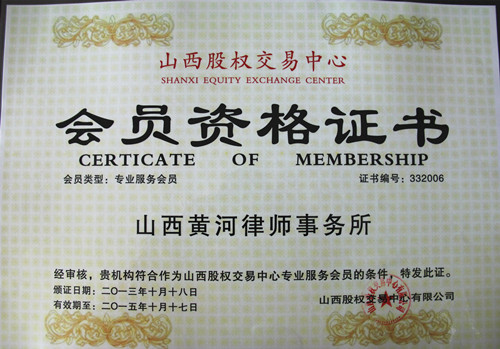 山西股权交易中心
SHANXI EQUITY EXCHANGE CENTER
会员资格证书
CERTICATE OF MEMBERSHIP
会员类型：专业服务会员 证书编号：332006
山西黄河律师事务所
经审核，贵机构符合作为山西股权交易中心专业服务会员的条件，特发此证。
颁证日期：二〇一三年十月十八日
有效期至：二〇一五年十月十七日
山西股权交易中心有限公司